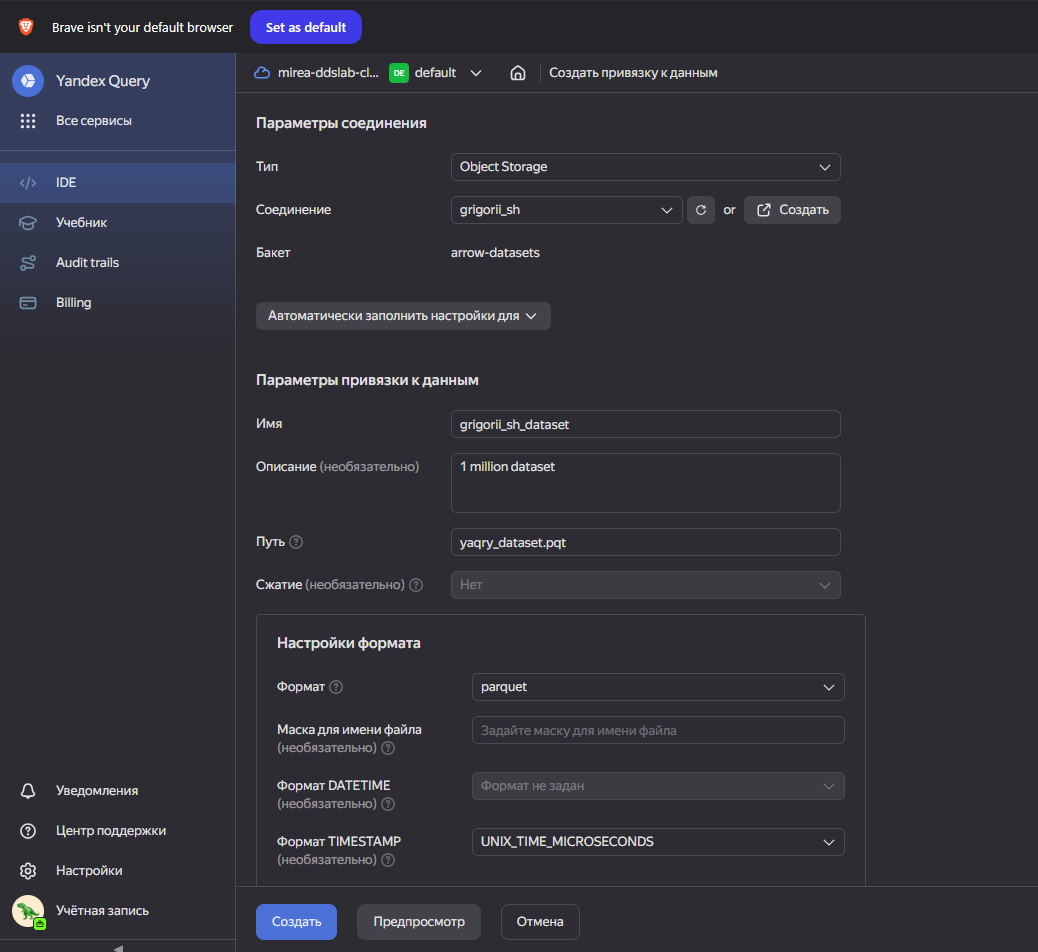 Brave isn't your default browser
Set as default
Yandex Query
mirea-ddslab-cl... DE default
Создать привязку к данным
Все сервисы
IDE
Учебник
Audit trails
Billing
Параметры соединения
Тип
Object Storage
Соединение
grigorii_sh
or
Создать
Бакет
arrow-datasets
Автоматически заполнить настройки для
Параметры привязки к данным
Имя
grigorii_sh_dataset
Описание (необязательно)
1 million dataset
Путь ?
yaqry_dataset.pqt
Сжатие (необязательно) ?
Нет
Настройки формата
Формат ?
parquet
Маска для имени файла
(необязательно) ?
Задайте маску для имени файла
Формат DATETIME
(необязательно) ?
Формат не задан
Формат TIMESTAMP
(необязательно) ?
UNIX_TIME_MICROSECONDS
Уведомления
Центр поддержки
Настройки
Учётная запись
Создать
Предпросмотр
Отмена